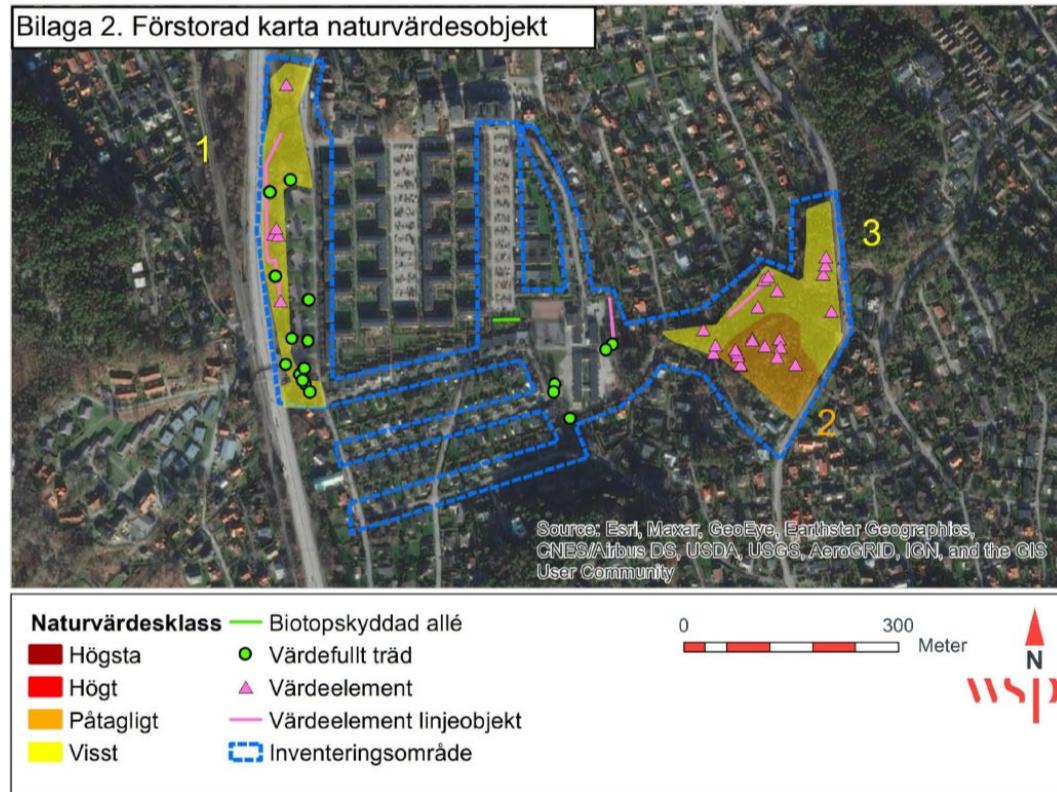 Bilaga 2. Förstorad karta naturvärdesobjekt
1
3
2
Source: Esri, Maxar, GeoEye, Earthstar Geographics,
CNES/Airbus DS, USDA, USGS, AeroGRID, IGN, and the GIS
User Community
Naturvärdesklass
Högsta
Högt
Påtagligt
Visst
Biotopskyddad allé
Värdefullt träd
Värdeelement
Värdeelement linjeobjekt
Inventeringsområde
0 300 Meter
N
wsp